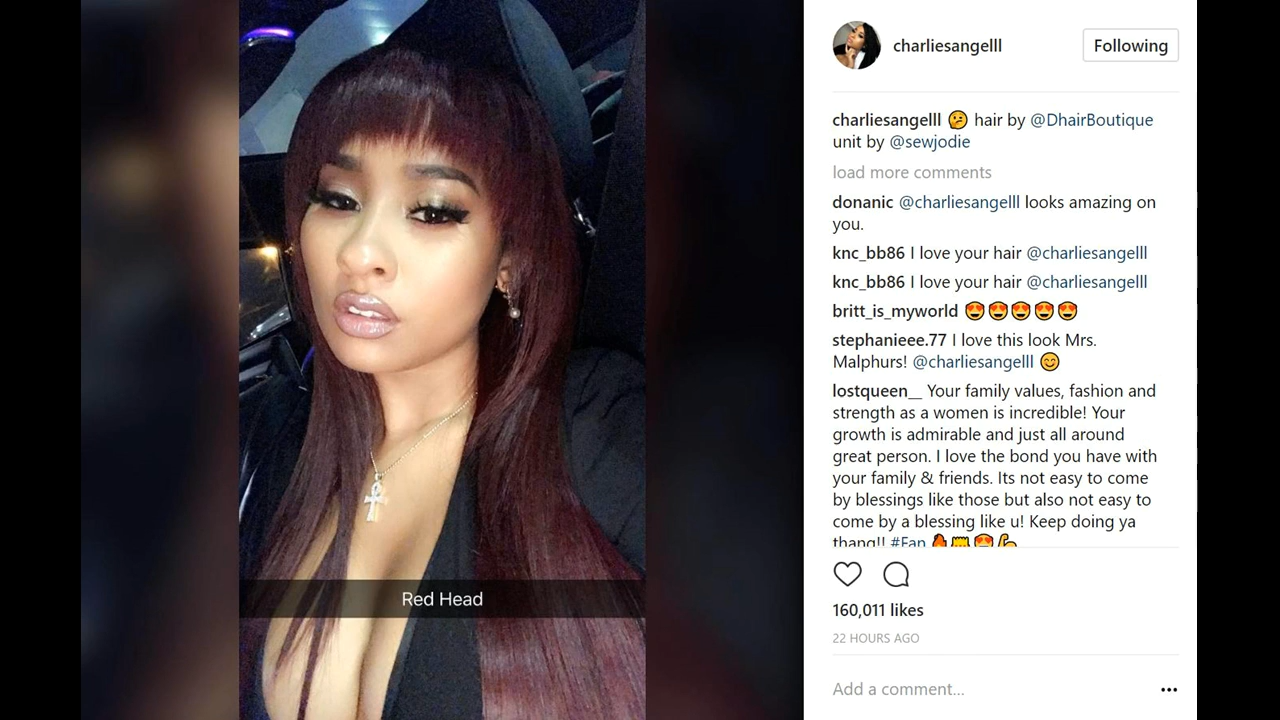 charliesangelll
Following
charliesangelll 🤔 hair by @DhairBoutique
unit by @sewjodie
load more comments
donanic @charliesangelll looks amazing on
you.
knc_bb86 I love your hair @charliesangelll
knc_bb86 I love your hair @charliesangelll
britt_is_myworld 😍😍😍😍😍
stephanieee.77 I love this look Mrs.
Malphurs! @charliesangelll 😊
lostqueen__ Your family values, fashion and
strength as a women is incredible! Your
growth is admirable and just all around
great person. I love the bond you have with
your family & friends. Its not easy to come
by blessings like those but also not easy to
come by a blessing like u! Keep doing ya
thang!! #Fan
Red Head
160,011 likes
22 HOURS AGO
Add a comment...